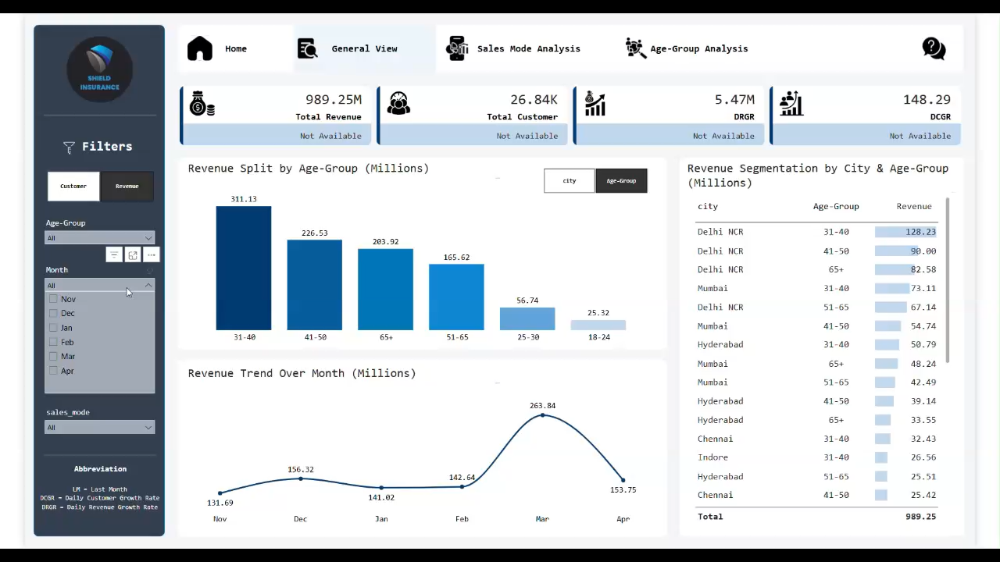 SHIELD
INSURANCE
Home
General View
Sales Mode Analysis
Age-Group Analysis
989.25M
Total Revenue
Not Available
26.84K
Total Customer
Not Available
5.47M
DRGR
Not Available
148.29
DCGR
Not Available
Filters
Customer
Revenue
Age-Group
All
Month
All
Nov
Dec
Jan
Feb
Mar
Apr
sales_mode
All
Abbreviation
LM = Last Month
DCGR = Daily Customer Growth Rate
DRGR = Daily Revenue Growth Rate
Revenue Split by Age-Group (Millions)
city
Age-Group
311.13
226.53
203.92
165.62
56.74
25.32
31-40
41-50
65+
51-65
25-30
18-24
Revenue Trend Over Month (Millions)
131.69
156.32
141.02
142.64
263.84
153.75
Nov
Dec
Jan
Feb
Mar
Apr
Revenue Segmentation by City & Age-Group
(Millions)
city Age-Group Revenue
Delhi NCR 31-40 128.23
Delhi NCR 41-50 90.00
Delhi NCR 65+ 82.58
Mumbai 31-40 73.11
Delhi NCR 51-65 67.14
Mumbai 41-50 54.74
Hyderabad 31-40 50.79
Mumbai 65+ 48.24
Mumbai 51-65 42.49
Hyderabad 41-50 39.14
Hyderabad 65+ 33.55
Chennai 31-40 32.43
Indore 31-40 26.56
Hyderabad 51-65 25.51
Chennai 41-50 25.42
Total 989.25